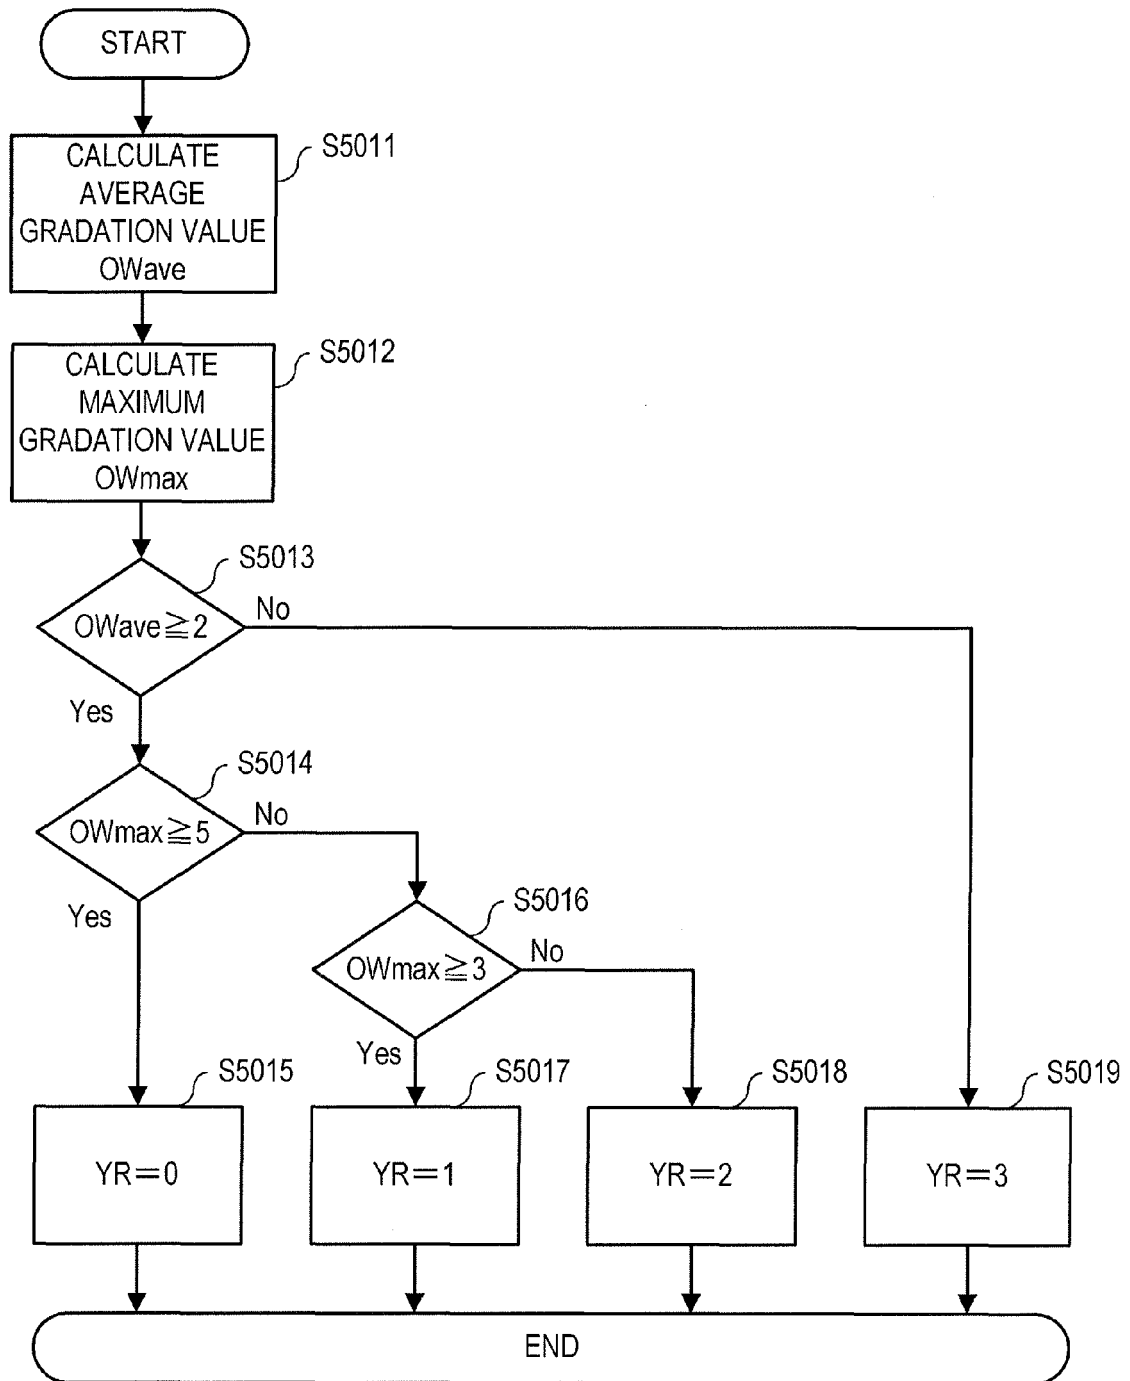 START
S5011
CALCULATE
AVERAGE
GRADATION VALUE
OWave
S5012
CALCULATE
MAXIMUM
GRADATION VALUE
OWmax
S5013
OWave≧2
No
Yes
S5014
OWmax≧5
No
Yes
S5016
OWmax≧3
No
Yes
S5015
S5017
S5018
S5019
YR=0
YR=1
YR=2
YR=3
END